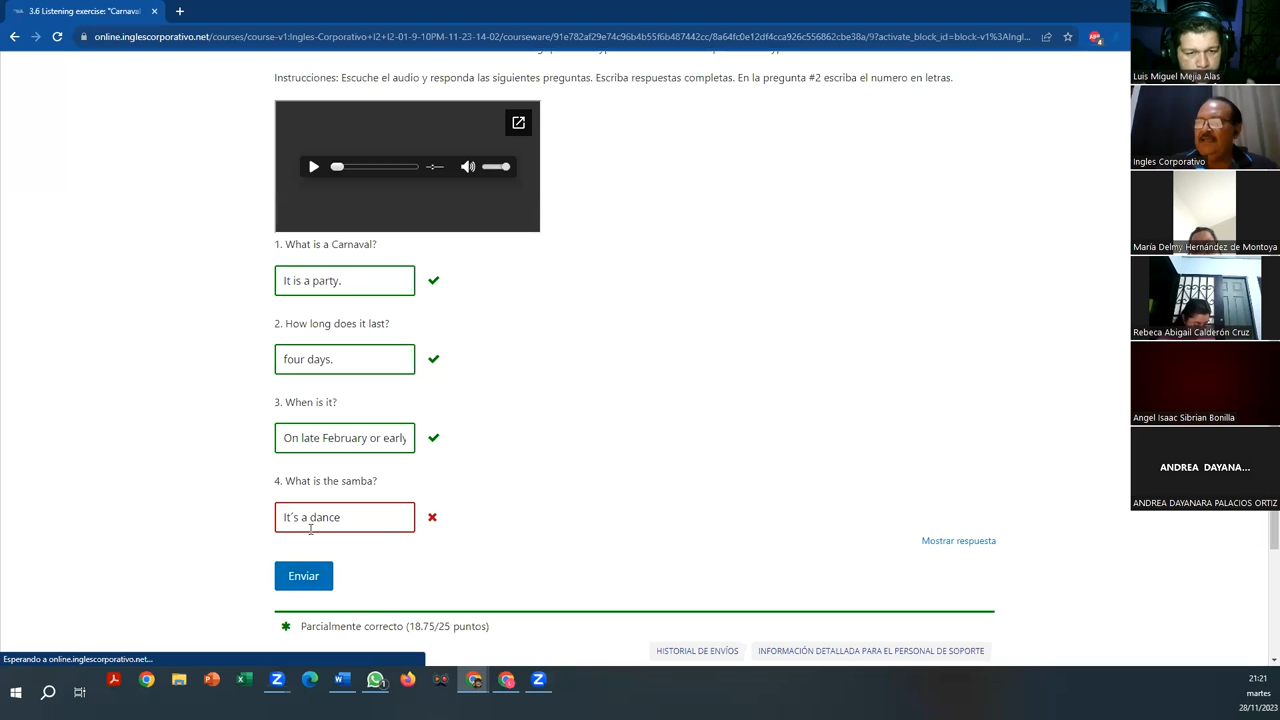 3.6 Listening exercise: "Carnav
online.inglescorporativo.net/courses/course-v1:Ingles-Corporativo+I2+I2-01-9-10PM-11-23-14-02/courseware/91e782af29e74c96b4b55f6b487442cc/8a64fc0e12df4cca926c556862cbe38a/9?activate_block_id=block-v1%3AIngl...
Instrucciones: Escuche el audio y responda las siguientes preguntas. Escriba respuestas completas. En la pregunta #2 escriba el numero en letras.
1. What is a Carnaval?
It is a party.
2. How long does it last?
four days.
3. When is it?
On late February or early
4. What is the samba?
It´s a dance
Mostrar respuesta
Enviar
Parcialmente correcto (18.75/25 puntos)
HISTORIAL DE ENVÍOS
INFORMACIÓN DETALLADA PARA EL PERSONAL DE SOPORTE
Esperando a online.inglescorporativo.net...
Luis Miguel Mejia Alas
Ingles Corporativo
María Delmy Hernández de Montoya
Rebeca Abigail Calderón Cruz
Angel Isaac Sibrian Bonilla
ANDREA DAYANA...
ANDREA DAYANARA PALACIOS ORTIZ
21:21
martes
28/11/2023